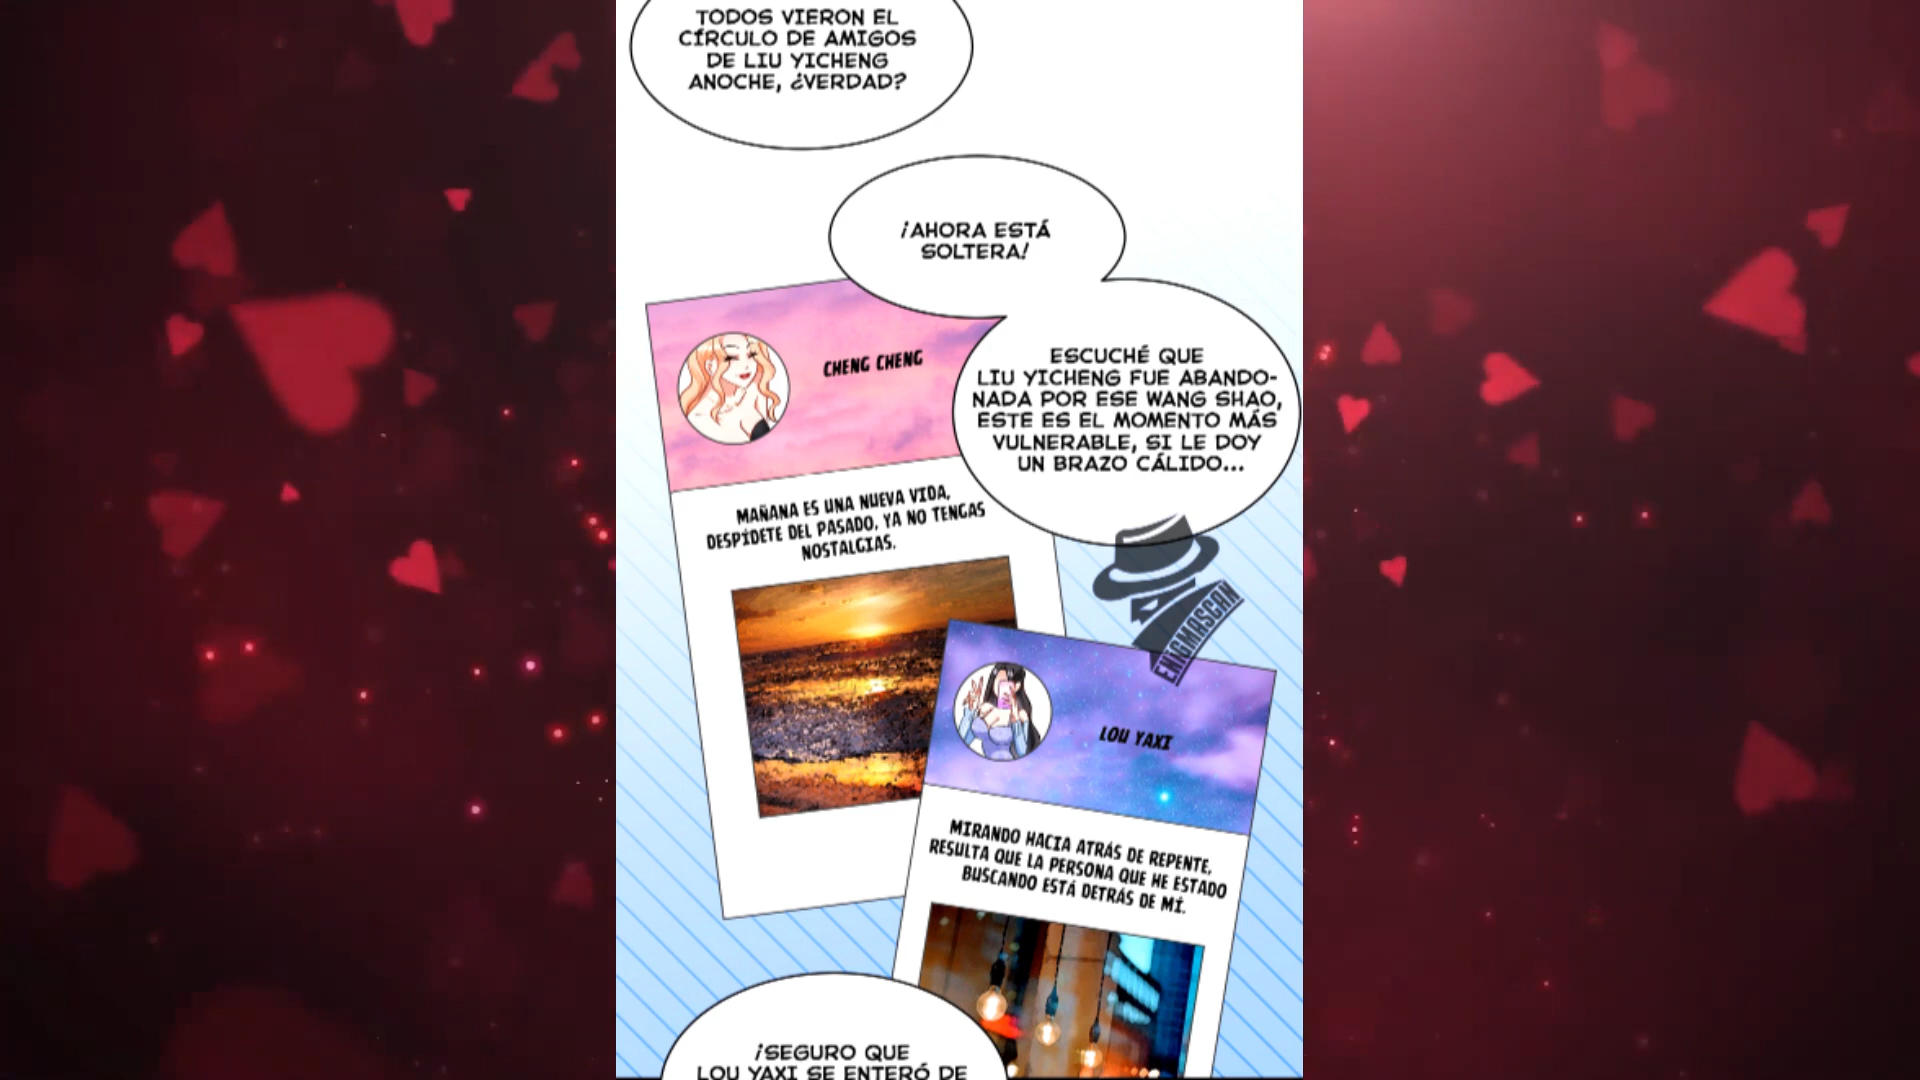 TODOS VIERON EL
CÍRCULO DE AMIGOS
DE LIU YICHENG
ANOCHE, ¿VERDAD?
¡AHORA ESTÁ
SOLTERA!
ESCUCHÉ QUE
LIU YICHENG FUE ABANDO-
NADA POR ESE WANG SHAO,
ESTE ES EL MOMENTO MÁS
VULNERABLE, SI LE DOY
UN BRAZO CÁLIDO...
CHENG CHENG
MAÑANA ES UNA NUEVA VIDA,
DESPÍDETE DEL PASADO, YA NO TENGAS
NOSTALGIAS.
ENIGMASCAN
LOU YAXI
MIRANDO HACIA ATRÁS DE REPENTE,
RESULTA QUE LA PERSONA QUE HE ESTADO
BUSCANDO ESTÁ DETRÁS DE MÍ.
¡SEGURO QUE
LOU YAXI SE ENTERÓ DE